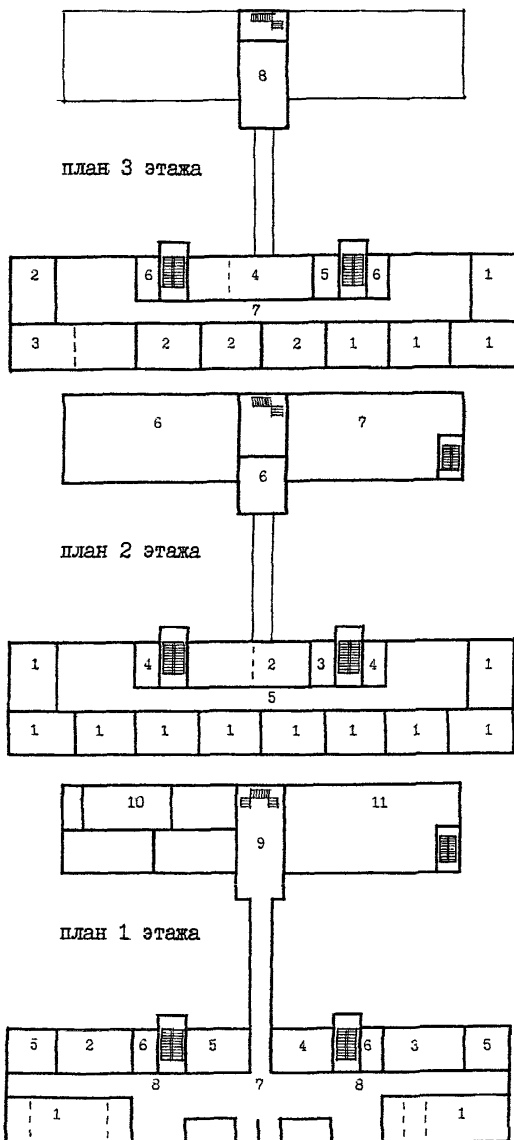 8
план 3 этажа
2 6 4 5 6 1
7
3 2 2 2 1 1 1
6 7
6
план 2 этажа
1 4 2 3 4 1
5
1 1 1 1 1 1 1 1
10 11
9
план 1 этажа
5 2 6 5 4 6 3 5
8 7 8
1 1